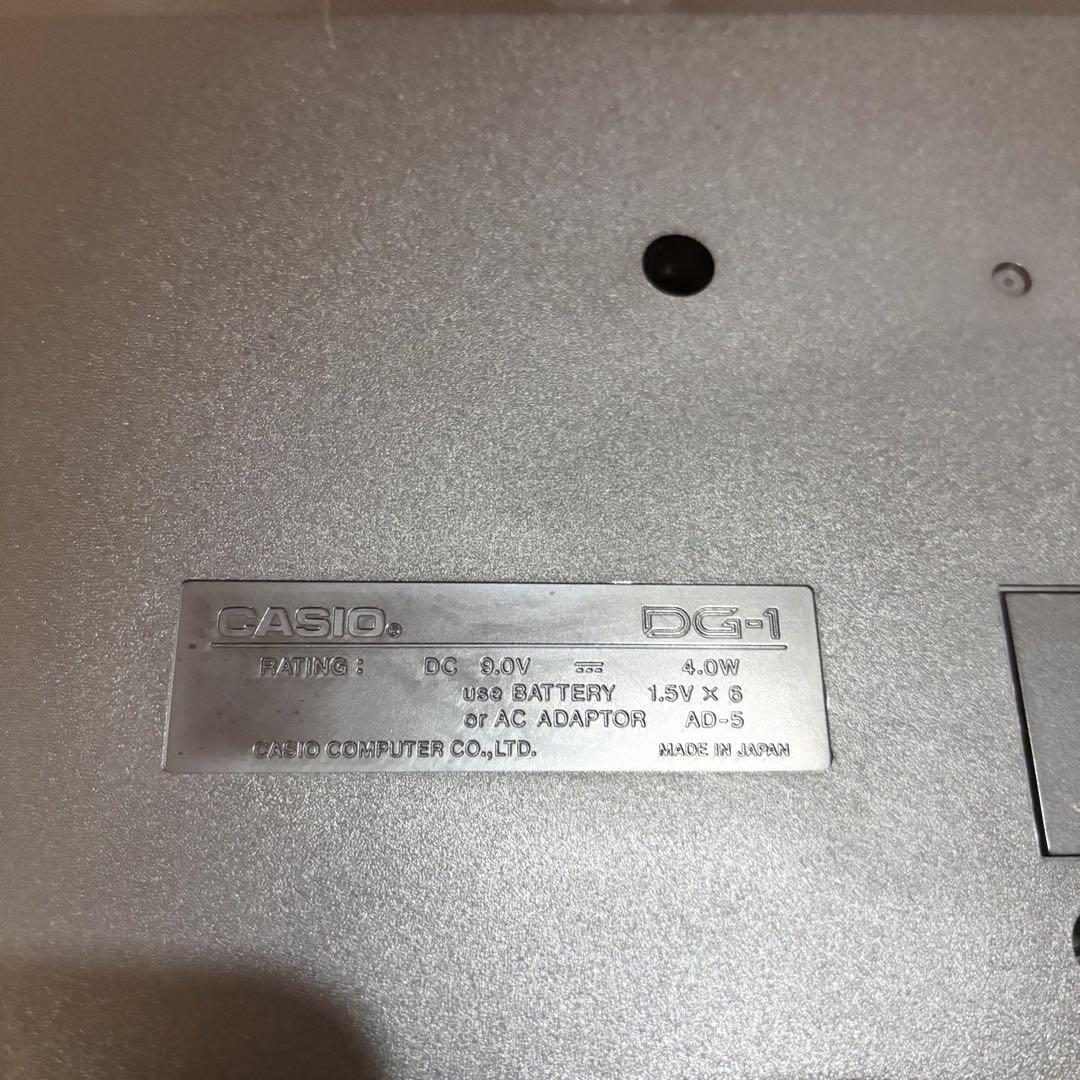 CASIO® DG-1
RATING : DC 9.0V ⎓ 4.0W
use BATTERY 1.5V × 6
or AC ADAPTOR AD-5
CASIO COMPUTER CO.,LTD. MADE IN JAPAN